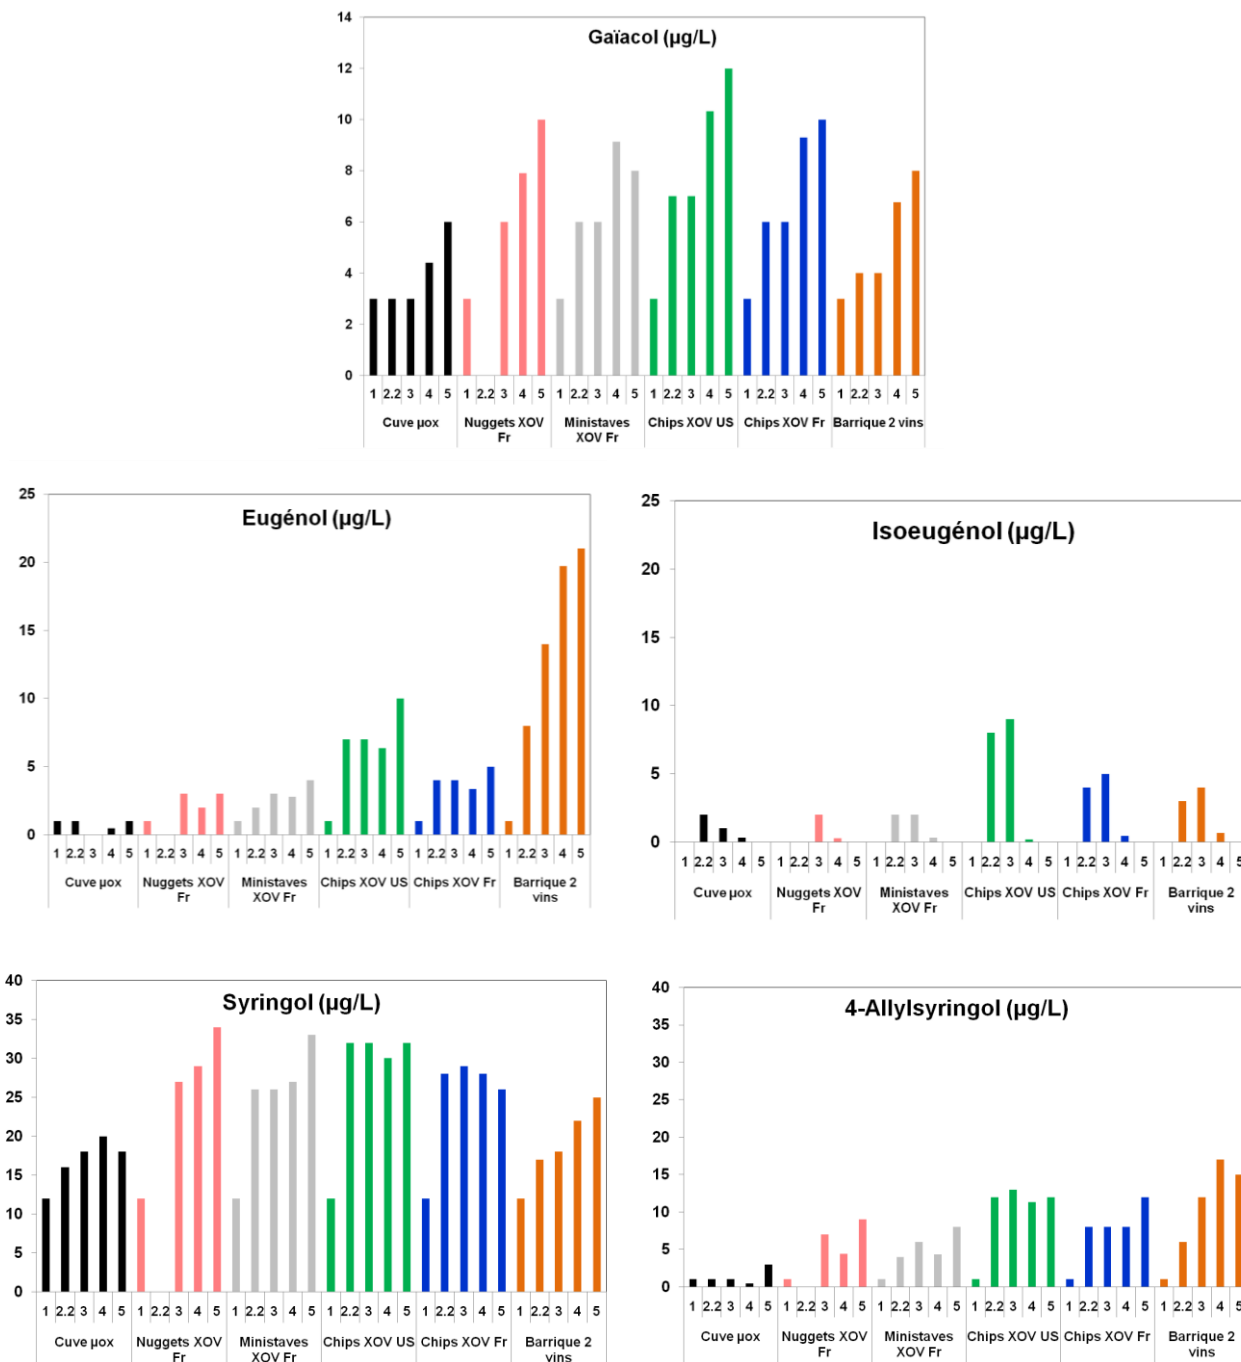 Gaïacol (µg/L)
14
12
10
8
6
4
2
0
1 2.2 3 4 5 1 2.2 3 4 5 1 2.2 3 4 5 1 2.2 3 4 5 1 2.2 3 4 5 1 2.2 3 4 5
Cuve µox Nuggets XOV Ministaves Chips XOV US Chips XOV Fr Barrique 2 vins
Fr XOV Fr
Eugénol (µg/L)
25
20
15
10
5
0
1 2.2 3 4 5 1 2.2 3 4 5 1 2.2 3 4 5 1 2.2 3 4 5 1 2.2 3 4 5 1 2.2 3 4 5
Cuve µox Nuggets XOV Ministaves Chips XOV US Chips XOV Fr Barrique 2
Fr XOV Fr vins
Isoeugénol (µg/L)
25
20
15
10
5
0
1 2.2 3 4 5 1 2.2 3 4 5 1 2.2 3 4 5 1 2.2 3 4 5 1 2.2 3 4 5 1 2.2 3 4 5
Cuve µox Nuggets XOV Ministaves Chips XOV US Chips XOV Fr Barrique 2
Fr XOV Fr vins
Syringol (µg/L)
40
35
30
25
20
15
10
5
0
1 2.2 3 4 5 1 2.2 3 4 5 1 2.2 3 4 5 1 2.2 3 4 5 1 2.2 3 4 5 1 2.2 3 4 5
Cuve µox Nuggets XOV Ministaves Chips XOV US Chips XOV Fr Barrique 2 vins
Fr XOV Fr
4-Allylsyringol (µg/L)
40
35
30
25
20
15
10
5
0
1 2.2 3 4 5 1 2.2 3 4 5 1 2.2 3 4 5 1 2.2 3 4 5 1 2.2 3 4 5 1 2.2 3 4 5
Cuve µox Nuggets XOV Ministaves Chips XOV US Chips XOV Fr Barrique 2
Fr XOV Fr vins